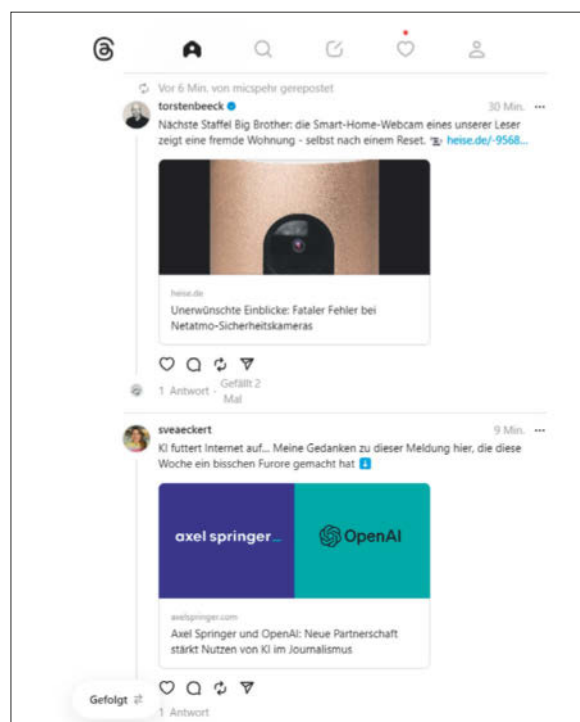 Vor 6 Min. von micspehr gerepostet
torstenbeeck 30 Min. ...
Nächste Staffel Big Brother: die Smart-Home-Webcam eines unserer Leser
zeigt eine fremde Wohnung - selbst nach einem Reset. heise.de/-9568...
heise.de
Unerwünschte Einblicke: Fataler Fehler bei
Netatmo-Sicherheitskameras
1 Antwort · Gefällt 2
Mal
sveaeckert 9 Min. ...
KI futtert Internet auf... Meine Gedanken zu dieser Meldung hier, die diese
Woche ein bisschen Furore gemacht hat
axel springer_ OpenAI
axelspringer.com
Axel Springer und OpenAI: Neue Partnerschaft
stärkt Nutzen von KI im Journalismus
Gefolgt
1 Antwort